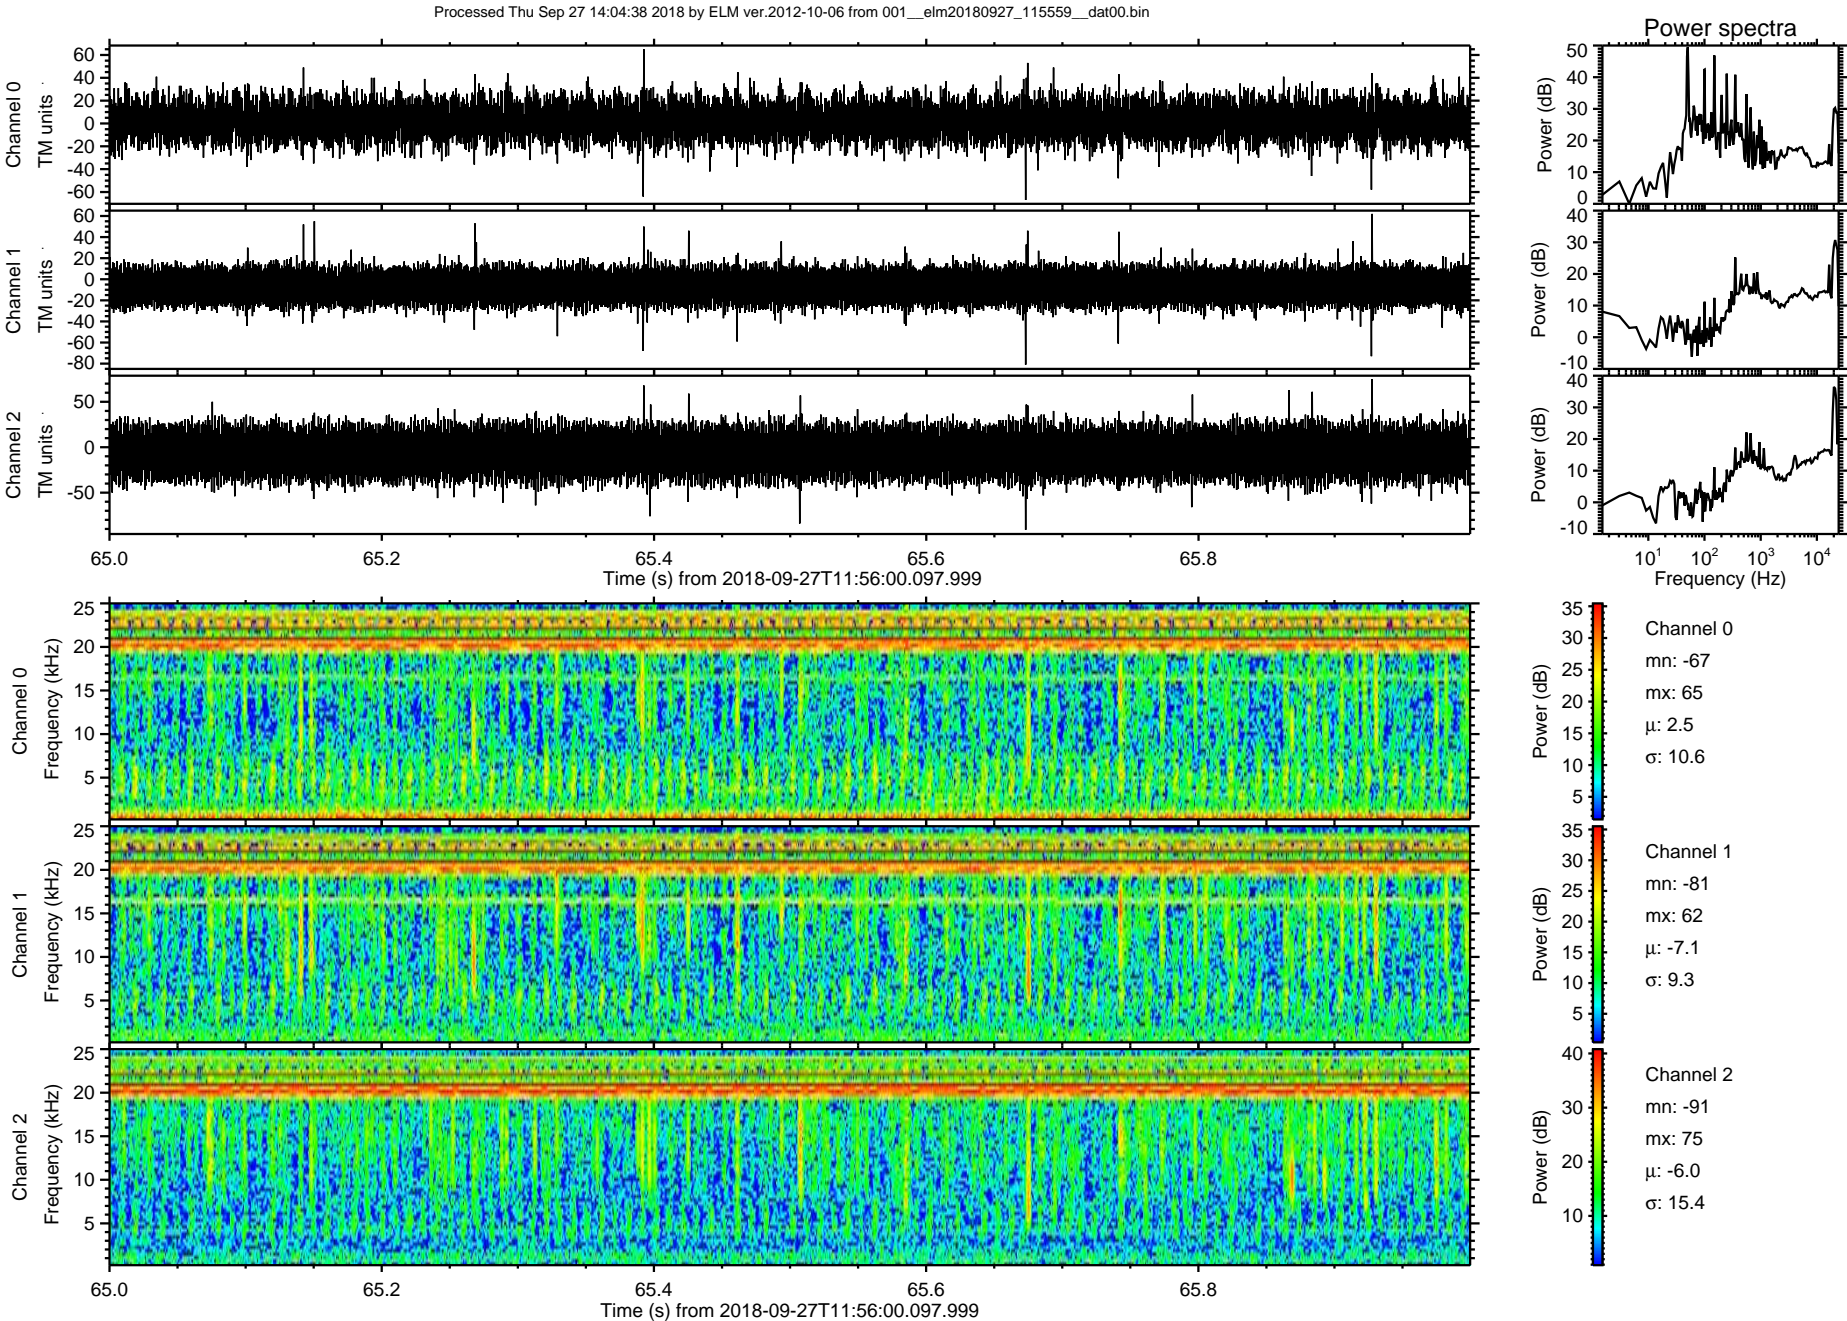 Processed Thu Sep 27 14:04:38 2018 by ELM ver.2012-10-06 from 001__elm20180927_115559__dat00.bin
Power spectra
Channel 0
TM units
60
40
20
0
-20
-40
-60
Power (dB)
50
40
30
20
10
0
Channel 1
TM units
60
40
20
0
-20
-40
-60
-80
Power (dB)
40
30
20
10
0
-10
Channel 2
TM units
50
0
-50
Power (dB)
40
30
20
10
0
-10
65.0 65.2 65.4 65.6 65.8
Time (s) from 2018-09-27T11:56:00.097.999
10^1 10^2 10^3 10^4
Frequency (Hz)
Channel 0
Frequency (kHz)
25
20
15
10
5
Power (dB)
35
30
25
20
15
10
5
Channel 0
mn: -67
mx: 65
μ: 2.5
σ: 10.6
Channel 1
Frequency (kHz)
25
20
15
10
5
Power (dB)
35
30
25
20
15
10
5
Channel 1
mn: -81
mx: 62
μ: -7.1
σ: 9.3
Channel 2
Frequency (kHz)
25
20
15
10
5
Power (dB)
40
30
20
10
Channel 2
mn: -91
mx: 75
μ: -6.0
σ: 15.4
65.0 65.2 65.4 65.6 65.8
Time (s) from 2018-09-27T11:56:00.097.999